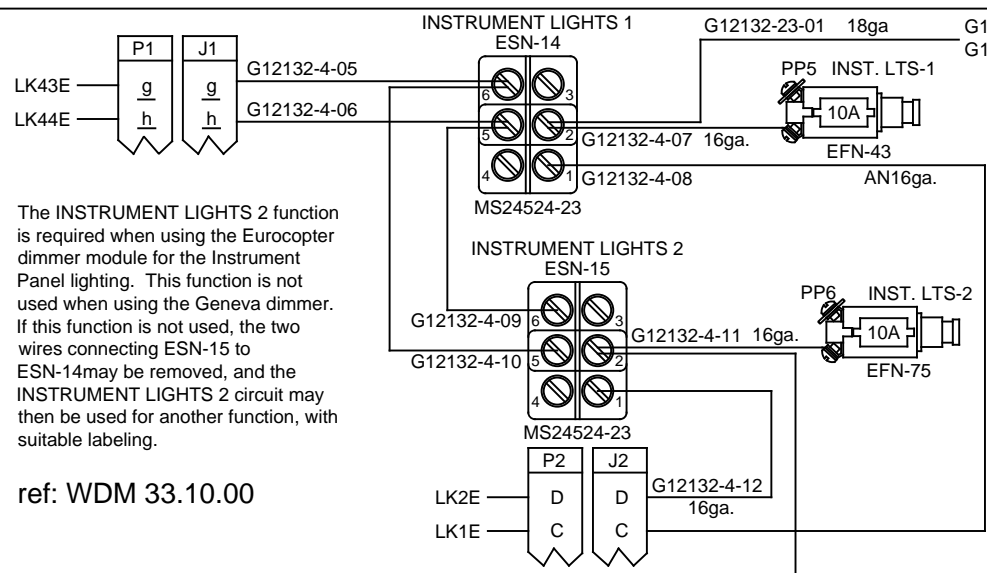 INSTRUMENT LIGHTS 1
ESN-14
G12132-23-01 18ga
G1
G1
P1
J1
LK43E
g
g
G12132-4-05
LK44E
h
h
G12132-4-06
6
3
5
2
4
1
PP5 INST. LTS-1
10A
G12132-4-07 16ga.
EFN-43
G12132-4-08
AN16ga.
MS24524-23
The INSTRUMENT LIGHTS 2 function
is required when using the Eurocopter
dimmer module for the Instrument
Panel lighting. This function is not
used when using the Geneva dimmer.
If this function is not used, the two
wires connecting ESN-15 to
ESN-14may be removed, and the
INSTRUMENT LIGHTS 2 circuit may
then be used for another function, with
suitable labeling.
ref: WDM 33.10.00
INSTRUMENT LIGHTS 2
ESN-15
G12132-4-09
6
3
G12132-4-10
5
2
4
1
G12132-4-11 16ga.
PP6 INST. LTS-2
10A
EFN-75
MS24524-23
P2
J2
LK2E
D
D
G12132-4-12
16ga.
LK1E
C
C